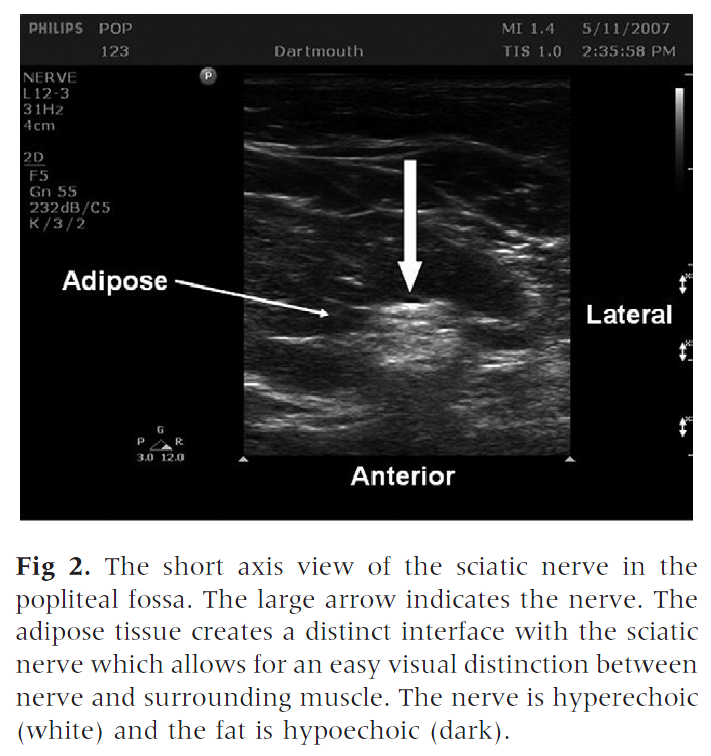 PHILIPS POP MI 1.4 5/11/2007
123 Dartmouth TIS 1.0 2:35:58 PM
NERVE
L12-3
31Hz
4cm
2D
F5
Gn 55
232dB/C5
K/3/2
P
Adipose
Lateral
G
P R
3.0 12.0
Anterior
Fig 2. The short axis view of the sciatic nerve in the
popliteal fossa. The large arrow indicates the nerve. The
adipose tissue creates a distinct interface with the sciatic
nerve which allows for an easy visual distinction between
nerve and surrounding muscle. The nerve is hyperechoic
(white) and the fat is hypoechoic (dark).